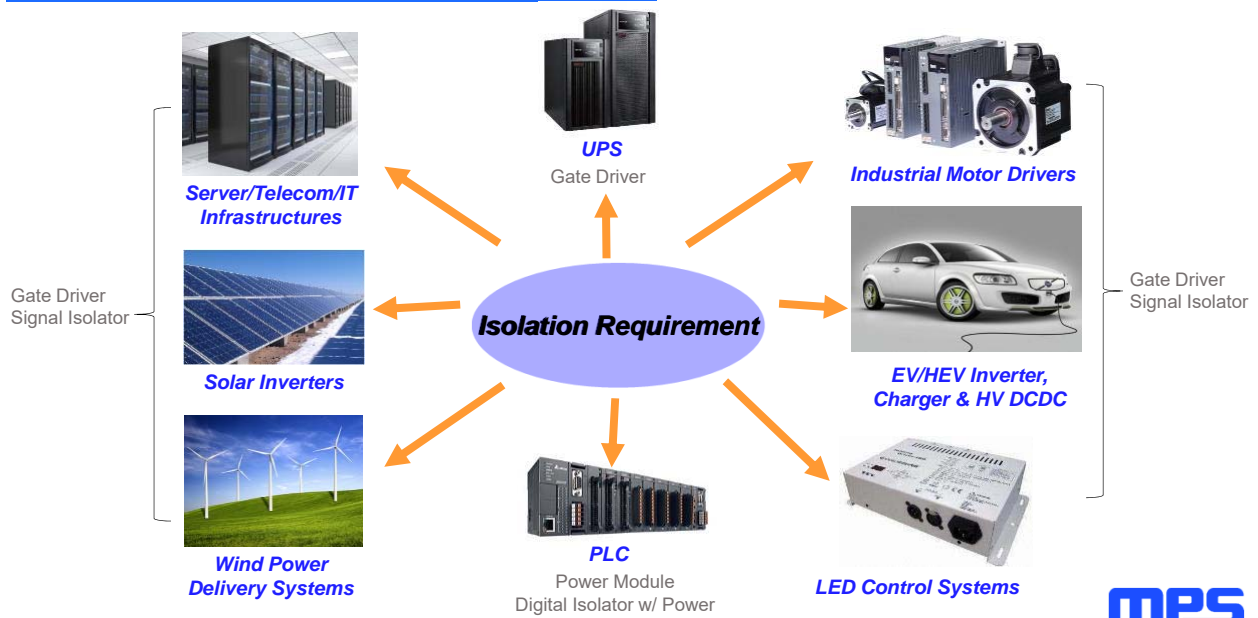 UPS
Gate Driver
Server/Telecom/IT
Infrastructures
Industrial Motor Drivers
Gate Driver
Signal Isolator
Isolation Requirement
Gate Driver
Signal Isolator
Solar Inverters
EV/HEV Inverter,
Charger & HV DCDC
Wind Power
Delivery Systems
PLC
Power Module
Digital Isolator w/ Power
LED Control Systems
mps